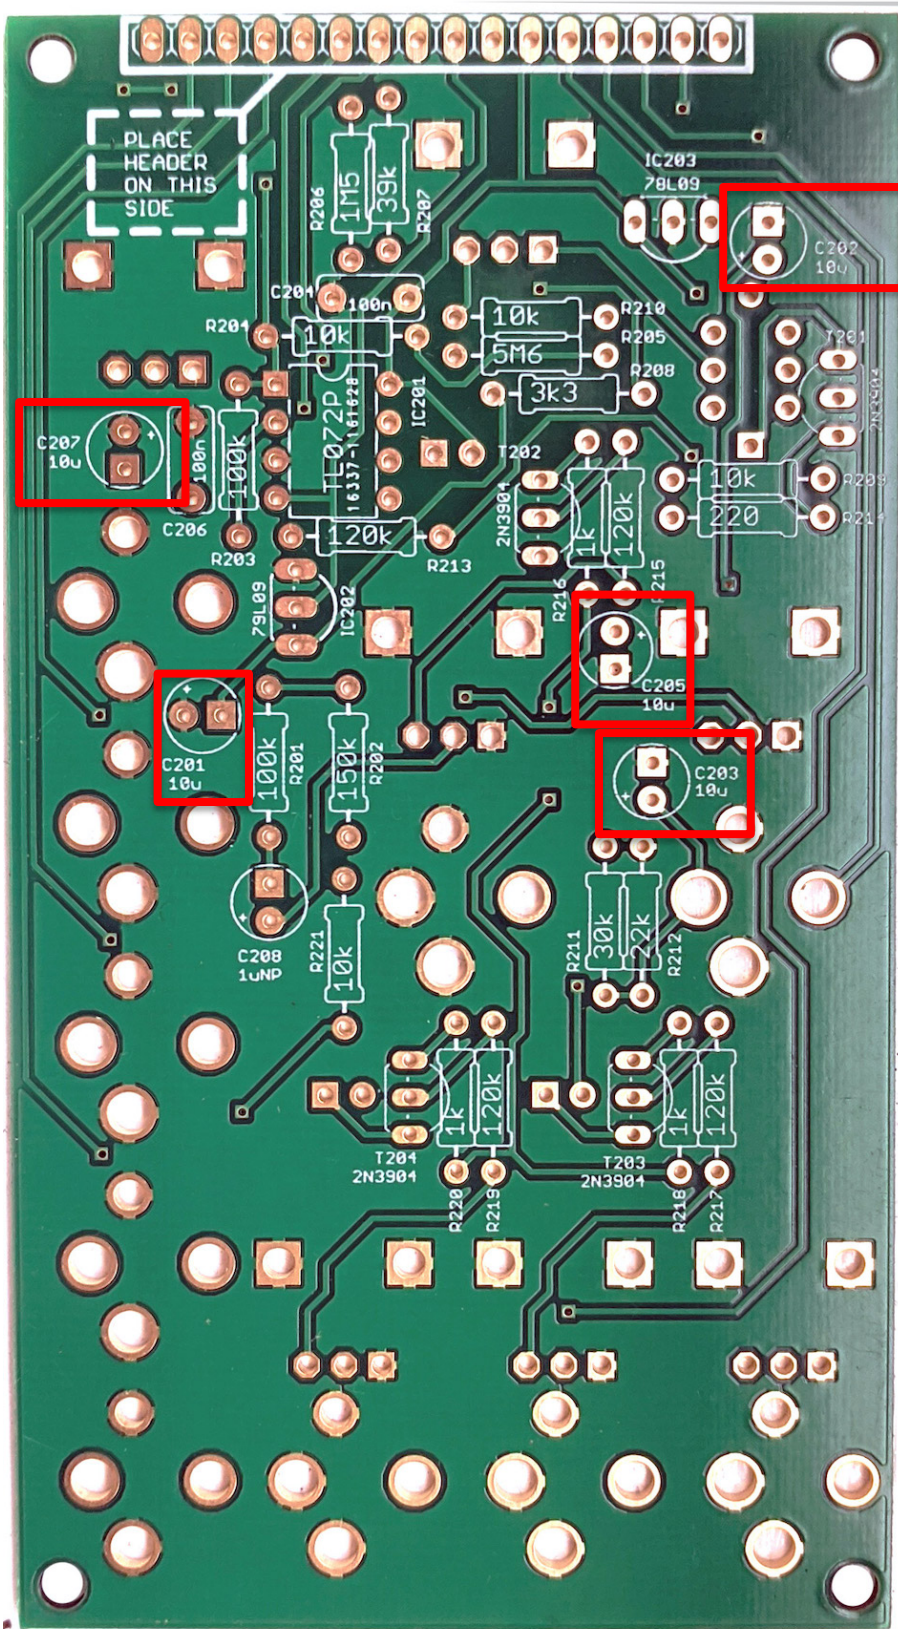 PLACE
HEADER
ON THIS
SIDE
R206
1M5
39k
R207
IC203
78L09
C202
10u
C204
100n
R204
10k
10k
R210
5M6
R205
3k3
R208
T201
2N3904
C207
10u
100n
C206
100k
R203
TL072P
16337-1161628
IC201
T202
2N3904
1k
120k
R216
R215
10k
R209
220
R214
120k
R213
79L09
IC202
C205
10u
C201
10u
100k
R201
150k
R202
C203
10u
C208
1uNP
R221
10k
R211
30k
22k
R212
T204
2N3904
1k
120k
R220
R219
T203
2N3904
1k
120k
R218
R217